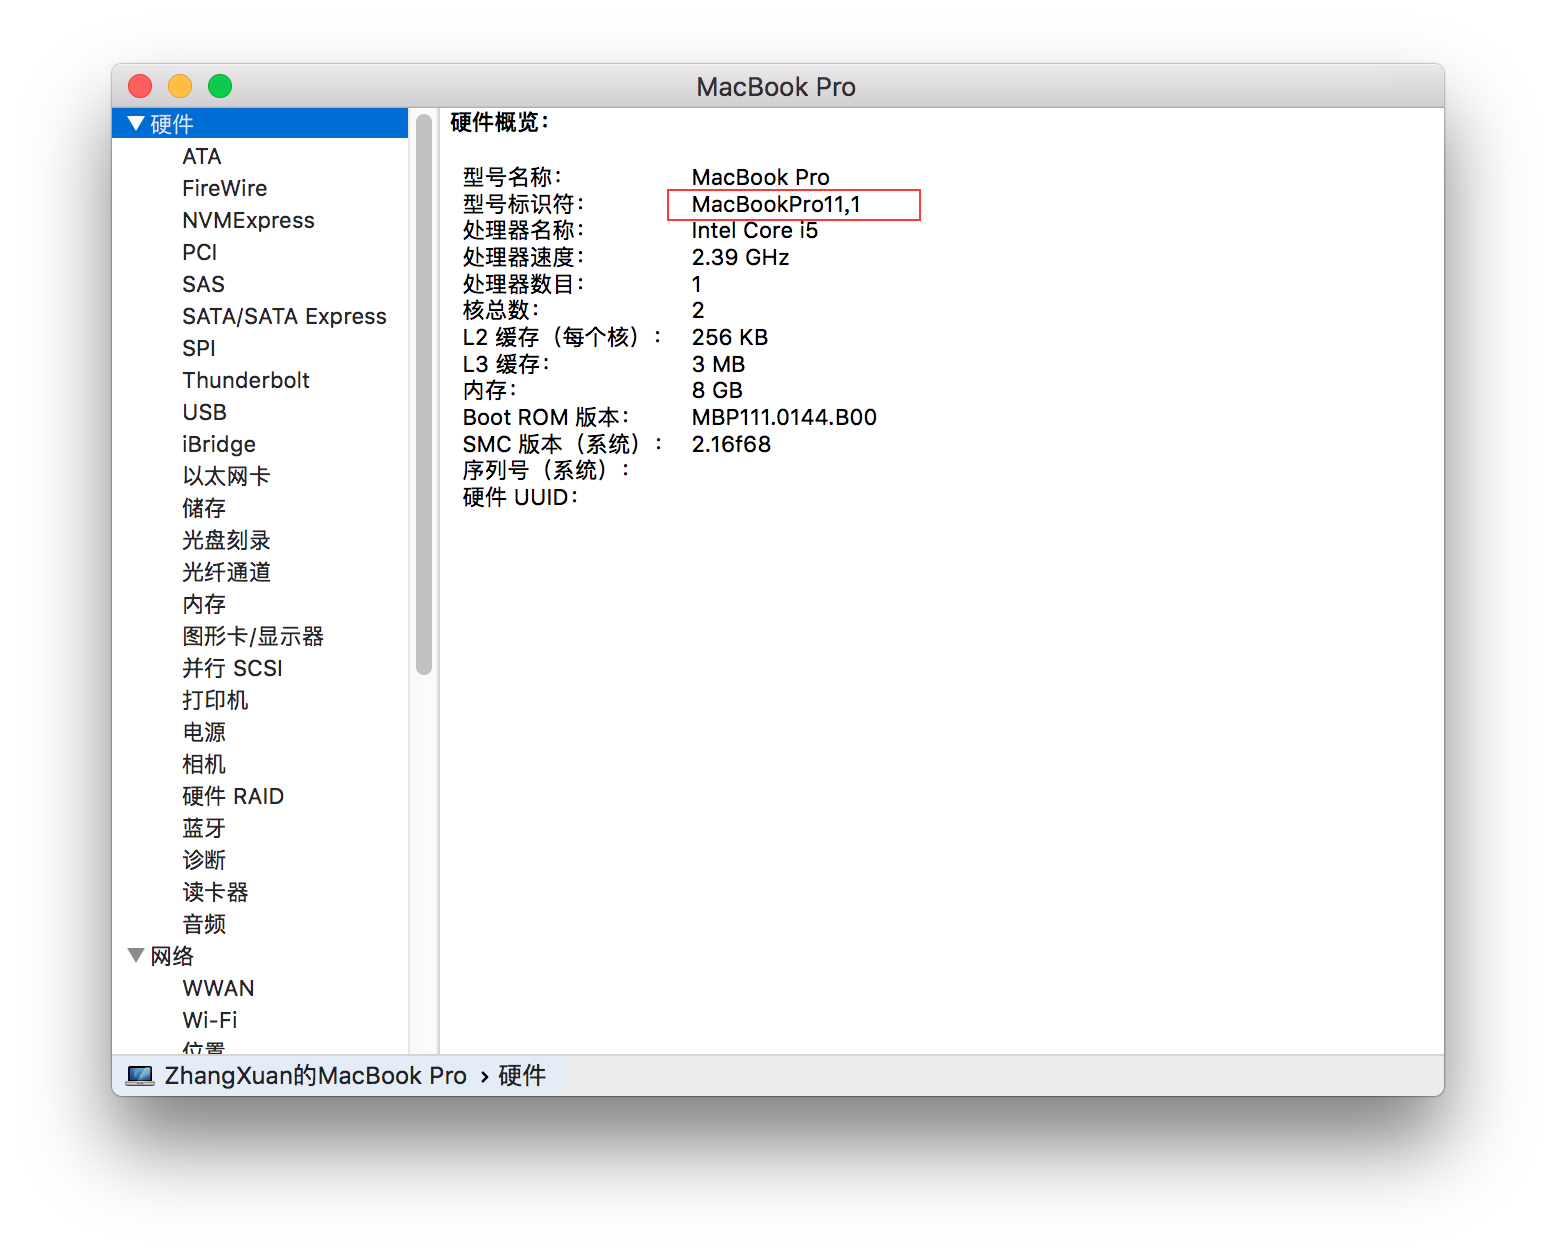 MacBook Pro
硬件
ATA
FireWire
NVMExpress
PCI
SAS
SATA/SATA Express
SPI
Thunderbolt
USB
iBridge
以太网卡
储存
光盘刻录
光纤通道
内存
图形卡/显示器
并行 SCSI
打印机
电源
相机
硬件 RAID
蓝牙
诊断
读卡器
音频
网络
WWAN
Wi-Fi
位置
硬件概览：
型号名称： MacBook Pro
型号标识符： MacBookPro11,1
处理器名称： Intel Core i5
处理器速度： 2.39 GHz
处理器数目： 1
核总数： 2
L2 缓存（每个核）： 256 KB
L3 缓存： 3 MB
内存： 8 GB
Boot ROM 版本： MBP111.0144.B00
SMC 版本（系统）： 2.16f68
序列号（系统）：
硬件 UUID：
ZhangXuan的MacBook Pro › 硬件